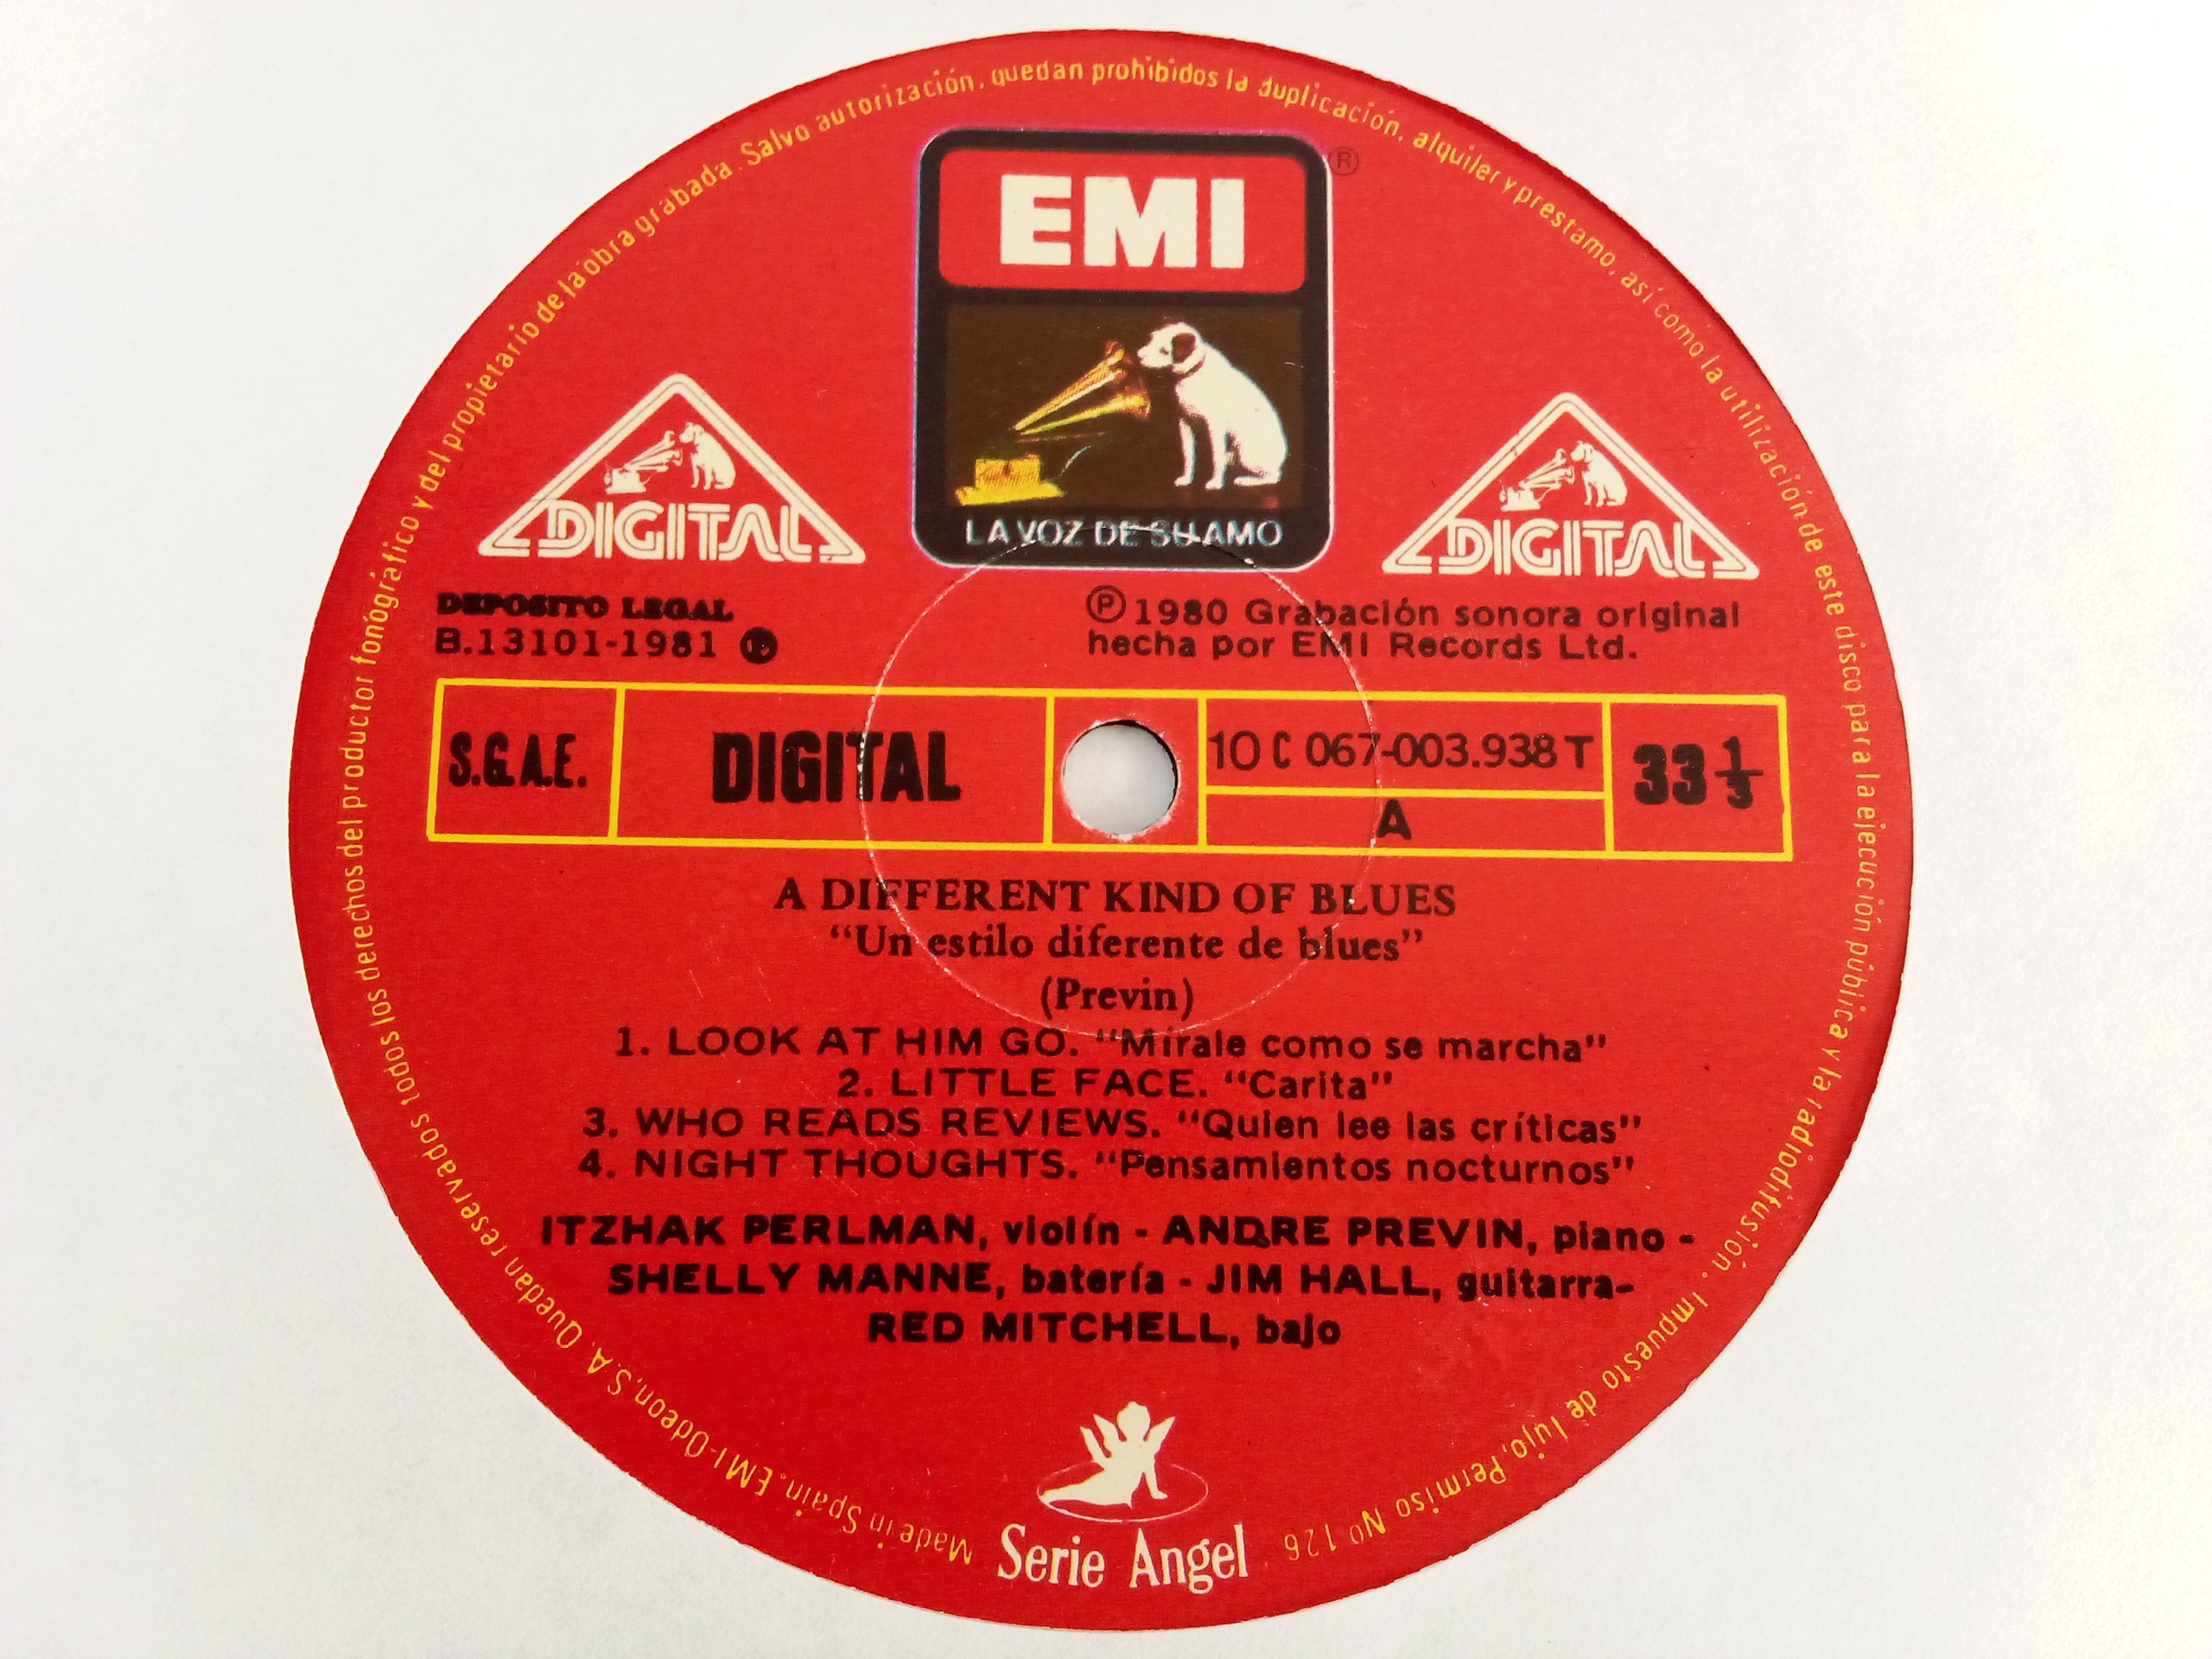 Made in Spain. EMI-Odeon, S.A. Quedan reservados todos los derechos del productor fonográfico y del propietario de la obra grabada. Salvo autorización, quedan prohibidos la duplicación, alquiler y prestamo, así como la utilización de este disco para la ejecución pública y la radiodifusión. Impuesto de lujo, Permiso Nº 126
EMI
®
LA VOZ DE SU AMO
DIGITAL
DIGITAL
DEPOSITO LEGAL
B.13101-1981
Ⓟ 1980 Grabación sonora original
hecha por EMI Records Ltd.
S.G.A.E.
DIGITAL
10 C 067-003.938 T
A
33 1/3
A DIFFERENT KIND OF BLUES
"Un estilo diferente de blues"
(Previn)
1. LOOK AT HIM GO. "Mírale como se marcha"
2. LITTLE FACE. "Carita"
3. WHO READS REVIEWS. "Quien lee las críticas"
4. NIGHT THOUGHTS. "Pensamientos nocturnos"
ITZHAK PERLMAN, violín - ANDRE PREVIN, piano -
SHELLY MANNE, batería - JIM HALL, guitarra-
RED MITCHELL, bajo
Serie Angel